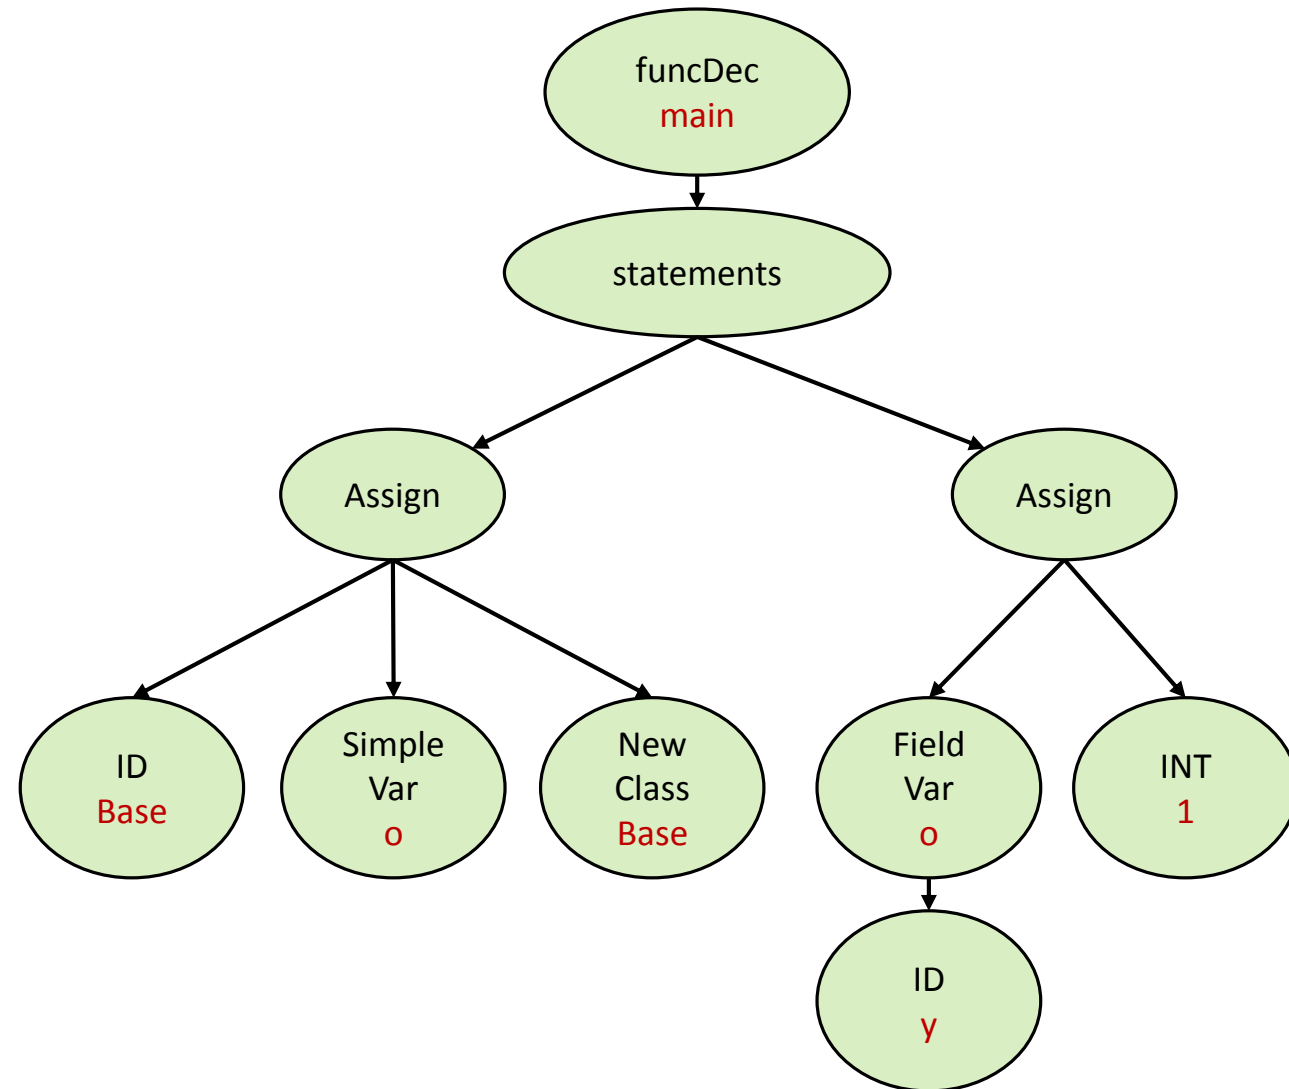 funcDec
main
statements
Assign
Assign
ID
Base
Simple
Var
o
New
Class
Base
Field
Var
o
INT
1
ID
y